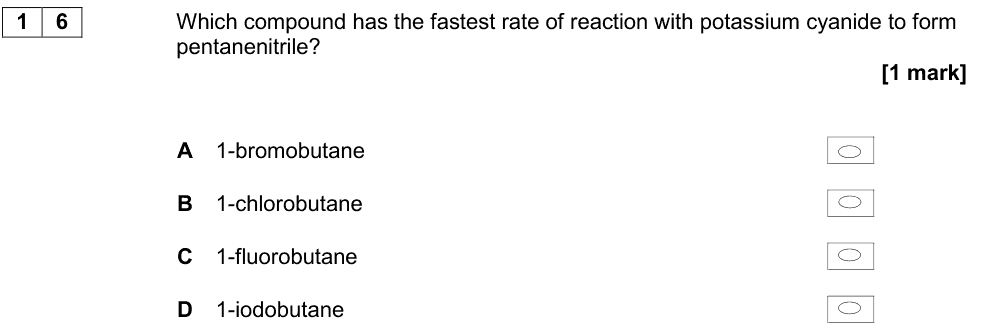 1 6 Which compound has the fastest rate of reaction with potassium cyanide to form
pentanenitrile?
[1 mark]
A 1-bromobutane
B 1-chlorobutane
C 1-fluorobutane
D 1-iodobutane